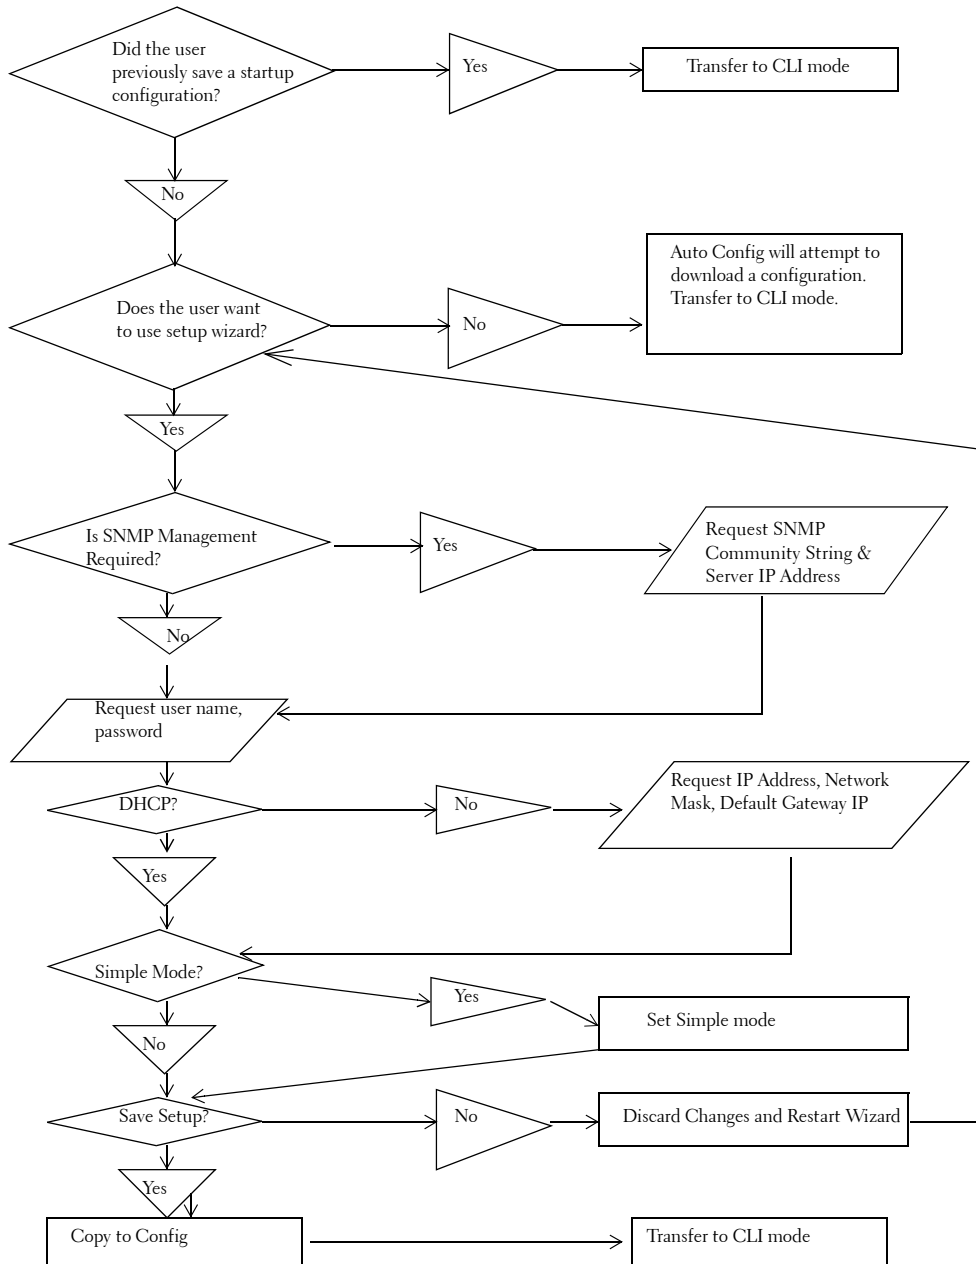 Did the user
previously save a startup
configuration?
Yes
Transfer to CLI mode
No
Does the user want
to use setup wizard?
No
Auto Config will attempt to
download a configuration.
Transfer to CLI mode.
Yes
Is SNMP Management
Required?
Yes
Request SNMP
Community String &
Server IP Address
No
Request user name,
password
DHCP?
No
Request IP Address, Network
Mask, Default Gateway IP
Yes
Simple Mode?
Yes
Set Simple mode
No
Save Setup?
No
Discard Changes and Restart Wizard
Yes
Copy to Config
Transfer to CLI mode